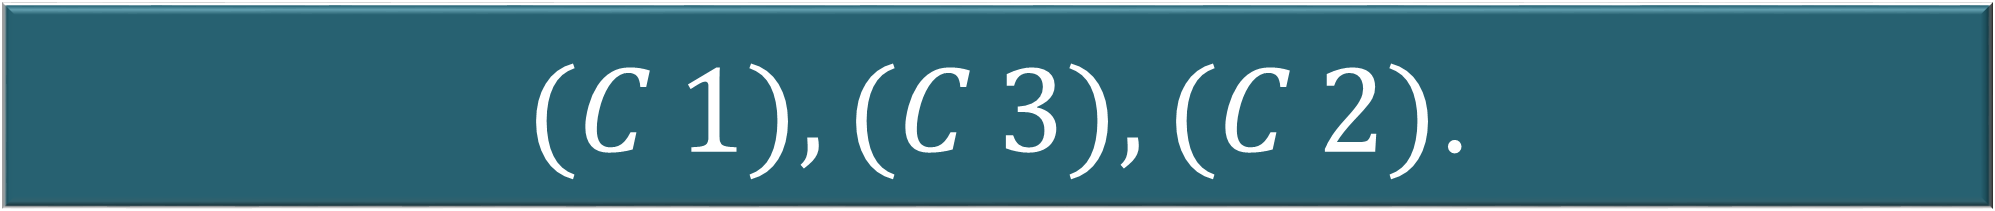 (C 1), (C 3), (C 2).